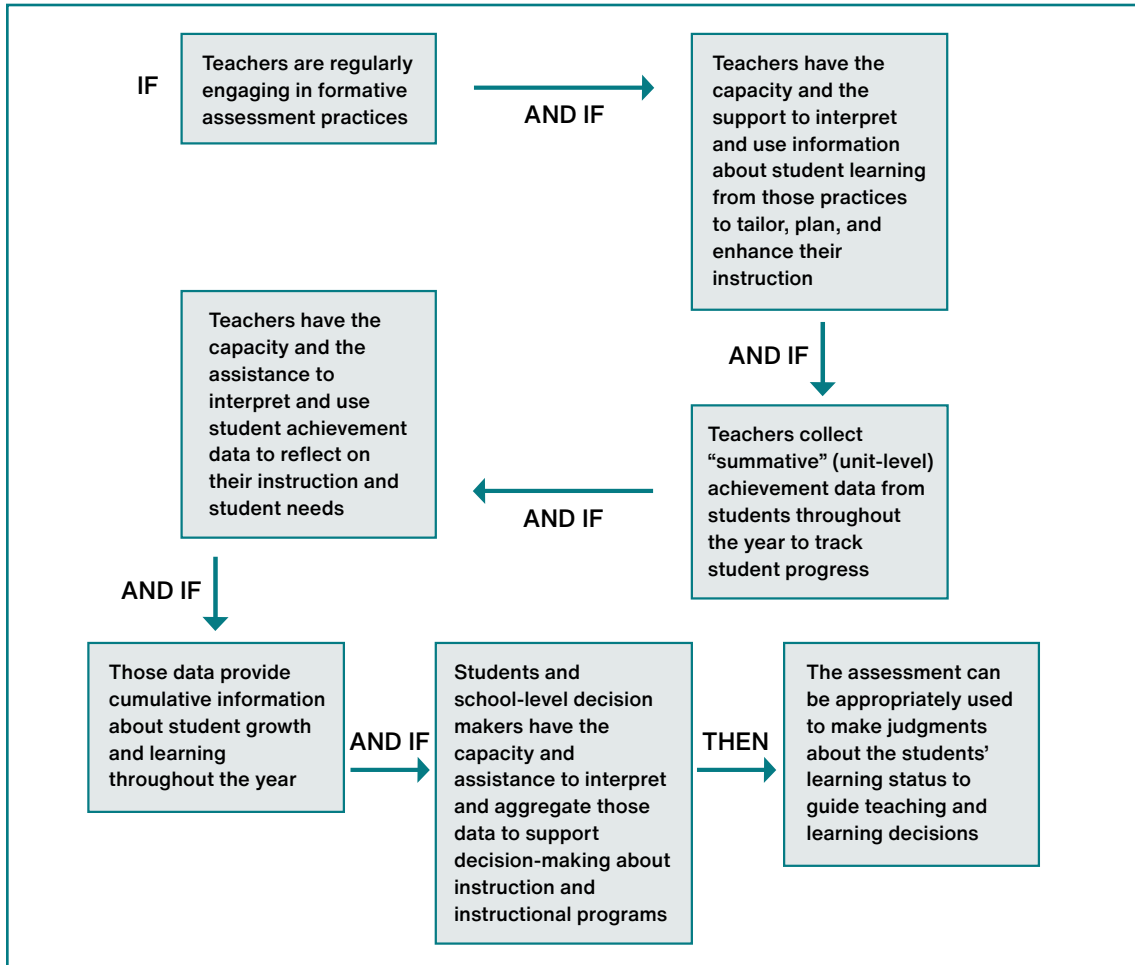 IF
Teachers are regularly
engaging in formative
assessment practices
AND IF
Teachers have the
capacity and the
support to interpret
and use information
about student learning
from those practices
to tailor, plan, and
enhance their
instruction
AND IF
Teachers collect
“summative” (unit-level)
achievement data from
students throughout
the year to track
student progress
AND IF
Teachers have the
capacity and the
assistance to
interpret and use
student achievement
data to reflect on
their instruction and
student needs
AND IF
Those data provide
cumulative information
about student growth
and learning
throughout the year
AND IF
Students and
school-level decision
makers have the
capacity and
assistance to interpret
and aggregate those
data to support
decision-making about
instruction and
instructional programs
THEN
The assessment can
be appropriately used
to make judgments
about the students’
learning status to
guide teaching and
learning decisions